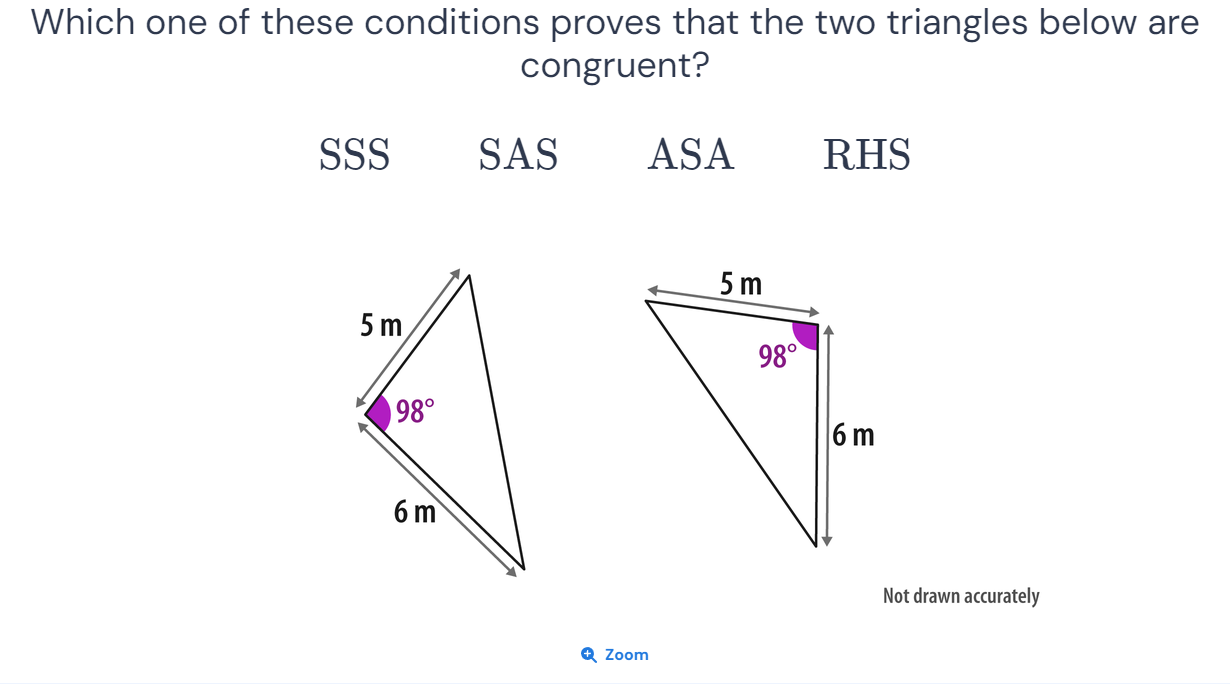 Which one of these conditions proves that the two triangles below are
congruent?
SSS SAS ASA RHS
5 m
98°
6 m
5 m
98°
6 m
Not drawn accurately
Zoom